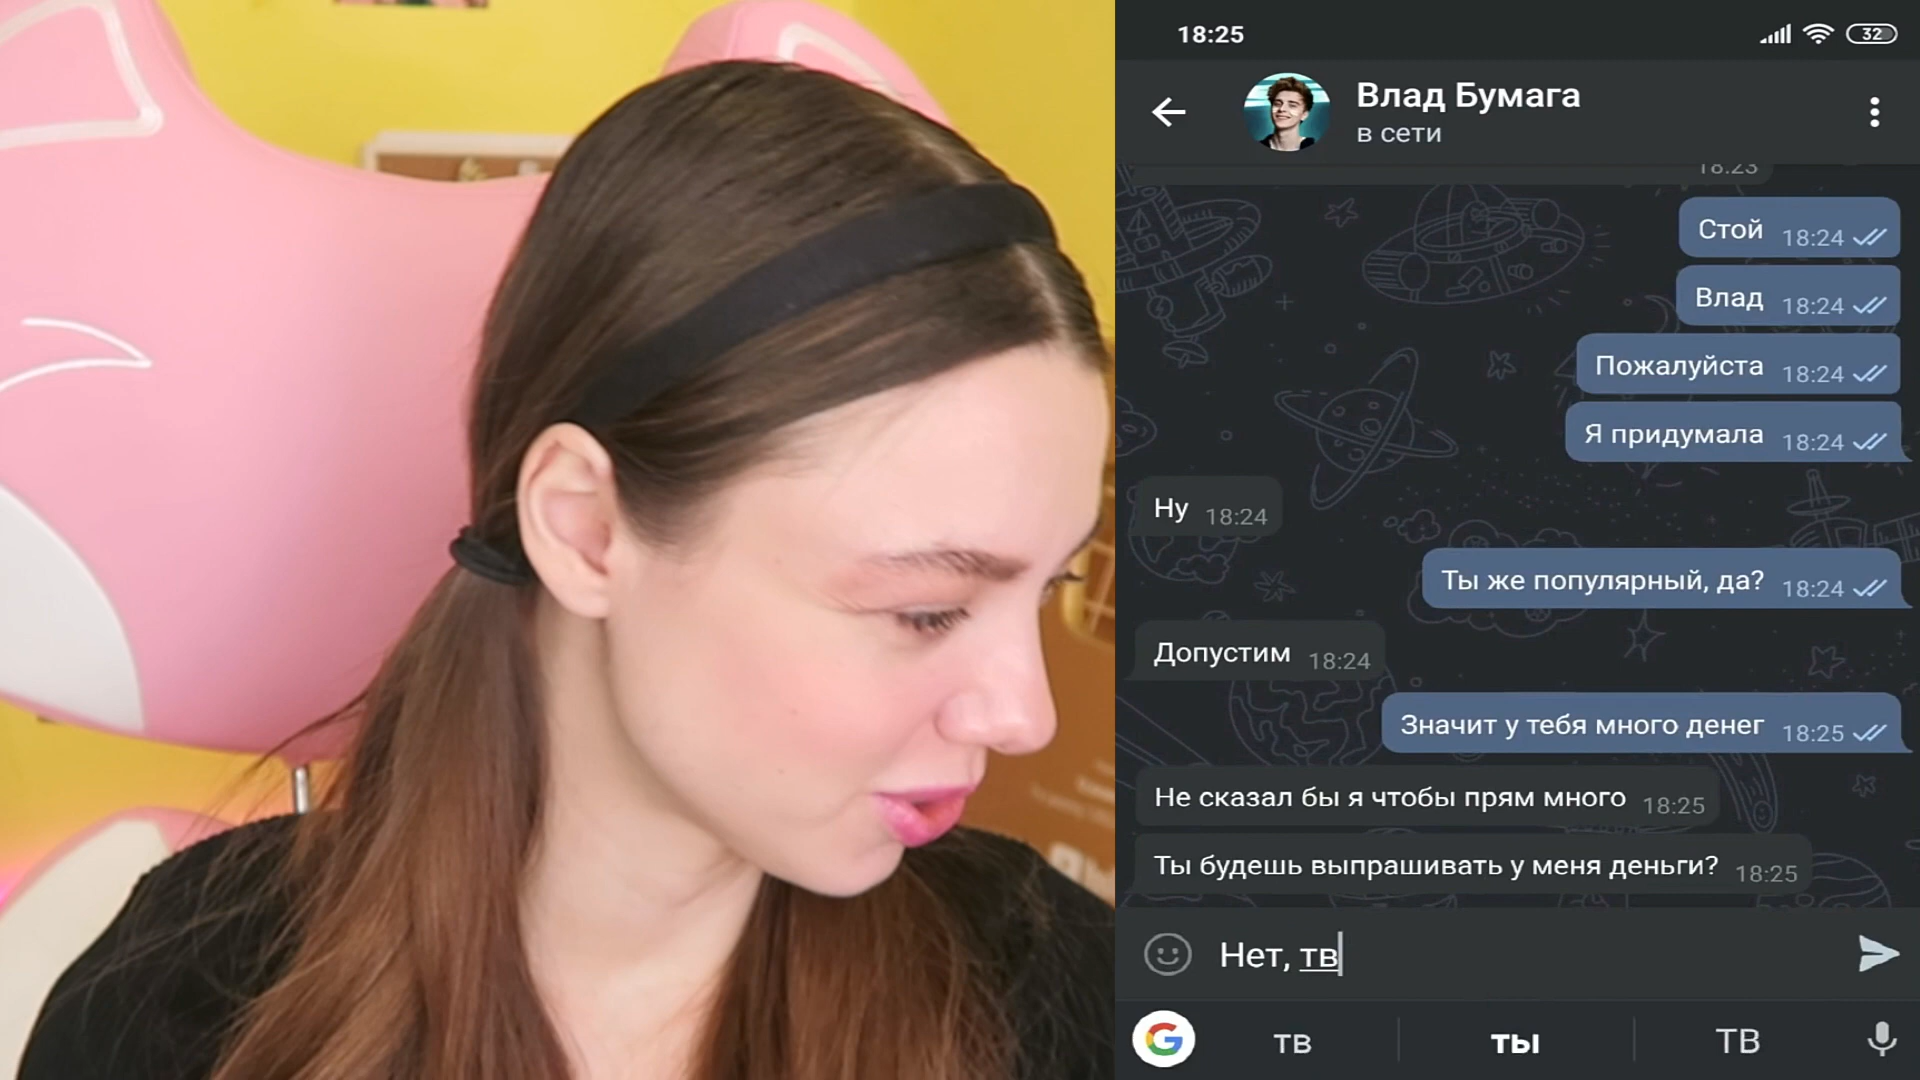 18:25
32
Влад Бумага
в сети
18:23
Стой 18:24
Влад 18:24
Пожалуйста 18:24
Я придумала 18:24
Ну 18:24
Ты же популярный, да? 18:24
Допустим 18:24
Значит у тебя много денег 18:25
Не сказал бы я чтобы прям много 18:25
Ты будешь выпрашивать у меня деньги? 18:25
Нет, тв
G тв ты ТВ